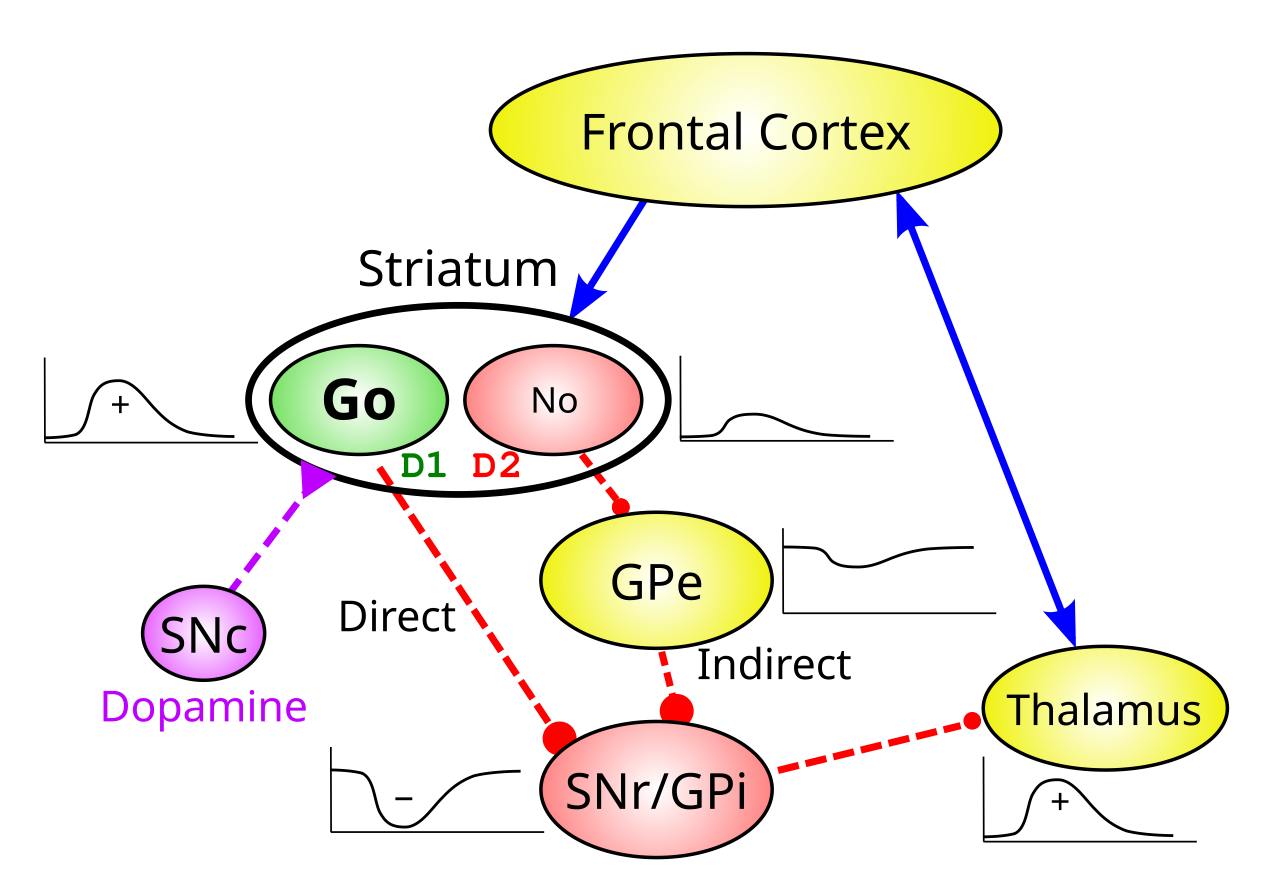 Frontal Cortex
Striatum
Go
No
+
D1 D2
GPe
Direct
SNc
Indirect
Dopamine
Thalamus
SNr/GPi
−
+